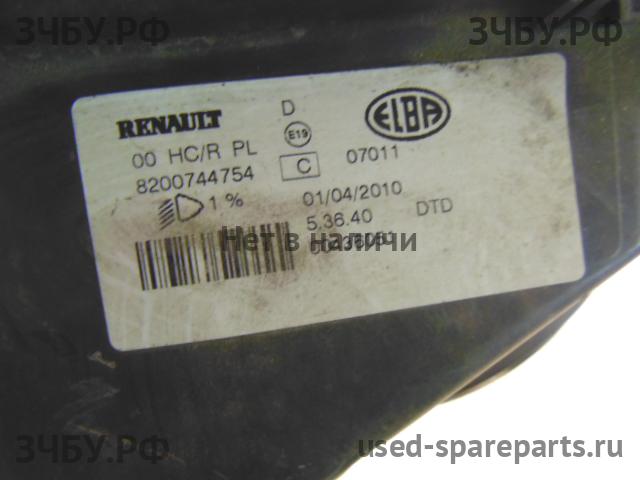 ЗЧБУ.РФ
ЗЧБУ.РФ
RENAULT D ELBA
00 HC/R PL E19
8200744754 C 07011
1 % 01/04/2010
5.36.40 DTD
Нет в наличии
ЗЧБУ.РФ
used-spareparts.ru